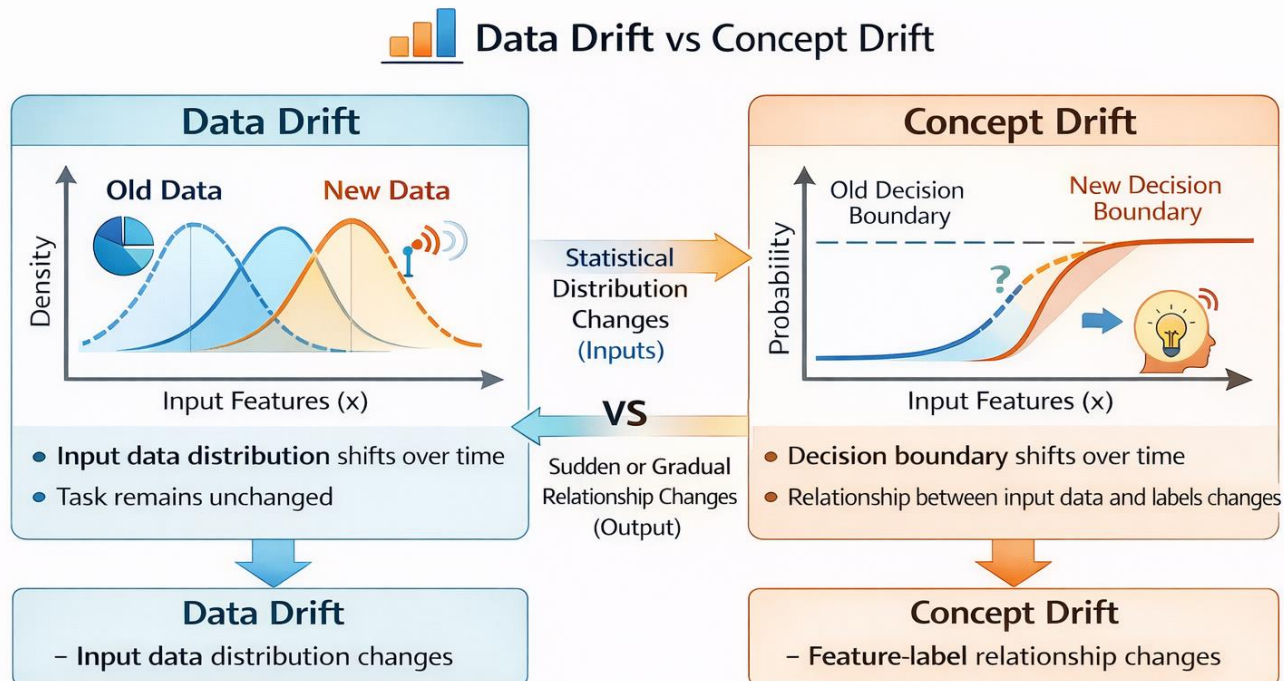 Data Drift vs Concept Drift
Data Drift
Old Data
New Data
Density
Input Features (x)
• Input data distribution shifts over time
• Task remains unchanged
Statistical
Distribution
Changes
(Inputs)
VS
Sudden or Gradual
Relationship Changes
(Output)
Concept Drift
Old Decision
Boundary
New Decision
Boundary
?
Probability
Input Features (x)
• Decision boundary shifts over time
• Relationship between input data and labels changes
Data Drift
– Input data distribution changes
Concept Drift
– Feature-label relationship changes